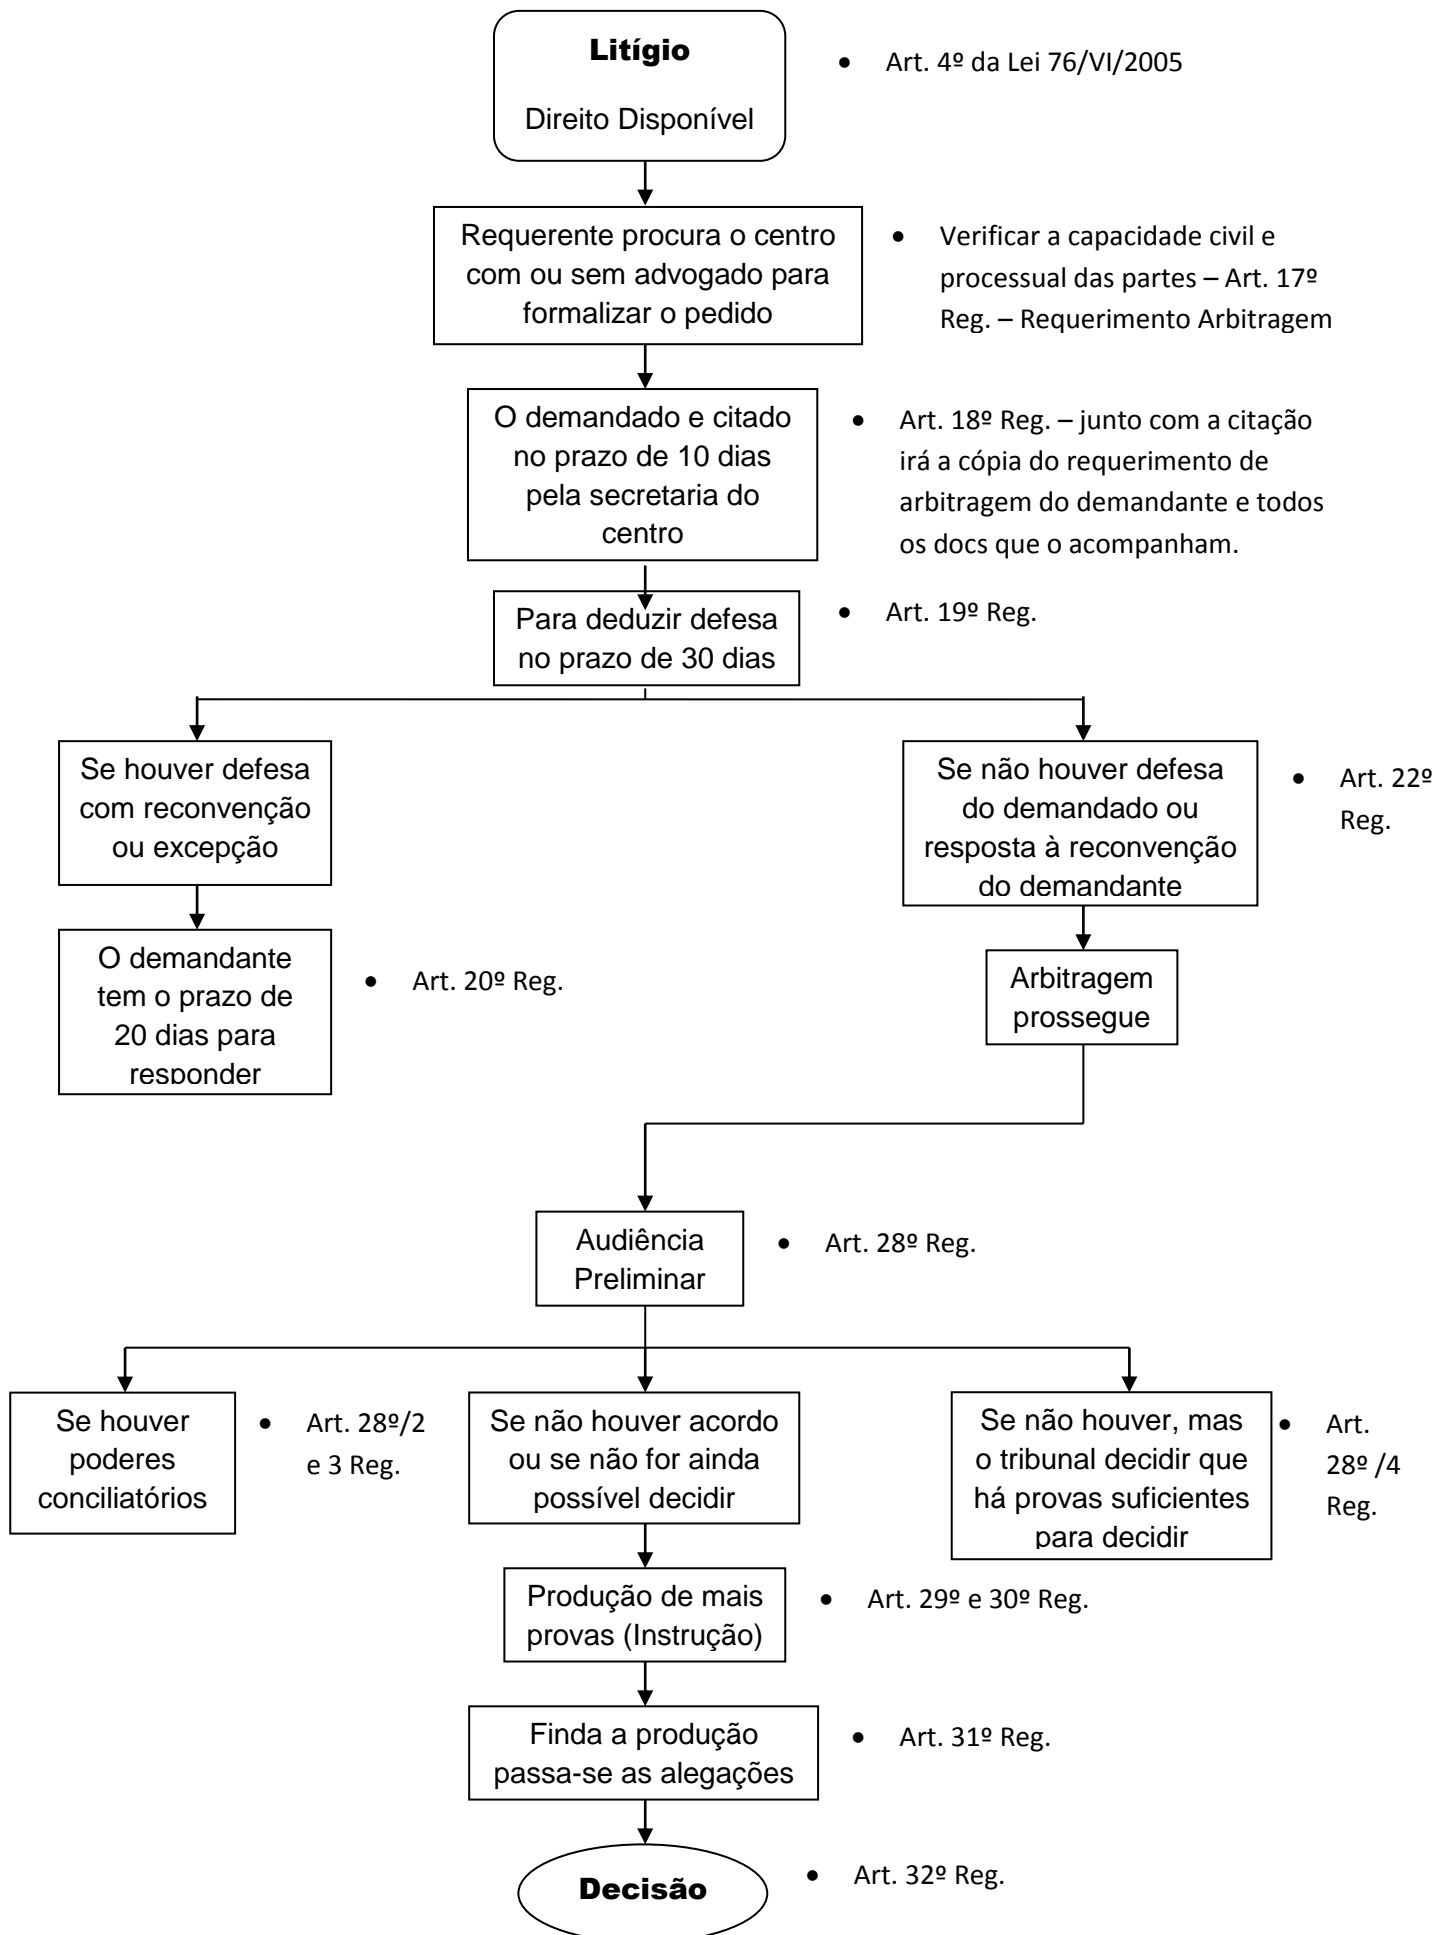 Litígio
Direito Disponível
• Art. 4º da Lei 76/VI/2005
Requerente procura o centro
com ou sem advogado para
formalizar o pedido
• Verificar a capacidade civil e
processual das partes – Art. 17º
Reg. – Requerimento Arbitragem
O demandado e citado
no prazo de 10 dias
pela secretaria do
centro
• Art. 18º Reg. – junto com a citação
irá a cópia do requerimento de
arbitragem do demandante e todos
os docs que o acompanham.
Para deduzir defesa
no prazo de 30 dias
• Art. 19º Reg.
Se houver defesa
com reconvenção
ou excepção
Se não houver defesa
do demandado ou
resposta à reconvenção
do demandante
• Art. 22º
Reg.
O demandante
tem o prazo de
20 dias para
responder
• Art. 20º Reg.
Arbitragem
prossegue
Audiência
Preliminar
• Art. 28º Reg.
Se houver
poderes
conciliatórios
• Art. 28º/2
e 3 Reg.
Se não houver acordo
ou se não for ainda
possível decidir
Se não houver, mas
o tribunal decidir que
há provas suficientes
para decidir
• Art.
28º /4
Reg.
Produção de mais
provas (Instrução)
• Art. 29º e 30º Reg.
Finda a produção
passa-se as alegações
• Art. 31º Reg.
Decisão
• Art. 32º Reg.